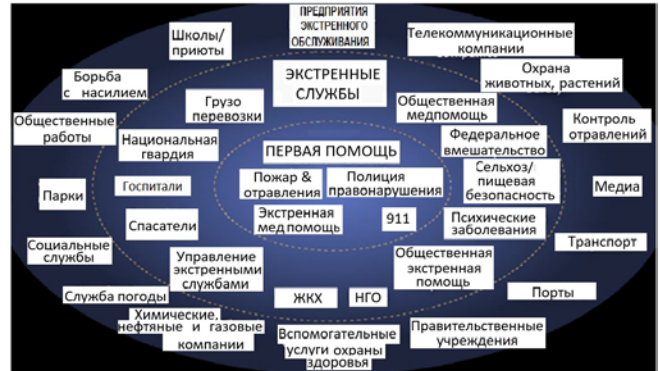 ПРЕДПРИЯТИЯ
ЭКСТРЕННОГО
ОБСЛУЖИВАНИЯ
Школы/
приюты
Телекоммуникационные
компании
ЭКСТРЕННЫЕ
СЛУЖБЫ
Борьба
с насилием
Охрана
животных, растений
Грузо
перевозки
Общественная
медпомощь
Общественные
работы
Контроль
отравлений
Национальная
гвардия
Федеральное
вмешательство
ПЕРВАЯ ПОМОЩЬ
Пожар &
отравления
Полиция
правонарушения
Сельхоз/
пищевая
безопасность
Парки
Госпитали
Медиа
Экстренная
мед помощь
911
Спасатели
Психические
заболевания
Социальные
службы
Транспорт
Управление
экстренными
службами
Общественная
экстренная
помощь
Служба погоды
ЖКХ
НГО
Порты
Химические,
нефтяные и газовые
компании
Вспомогательные
услуги охраны
здоровья
Правительственные
учреждения